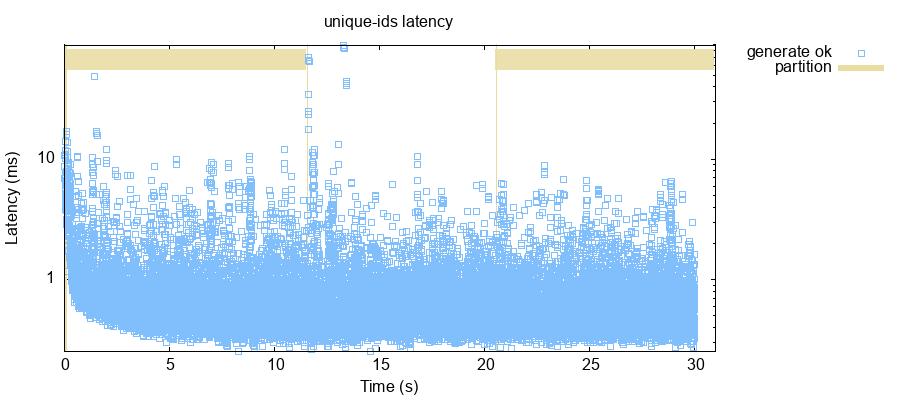 unique-ids latency
generate ok
partition
10
1
Latency (ms)
0 5 10 15 20 25 30
Time (s)